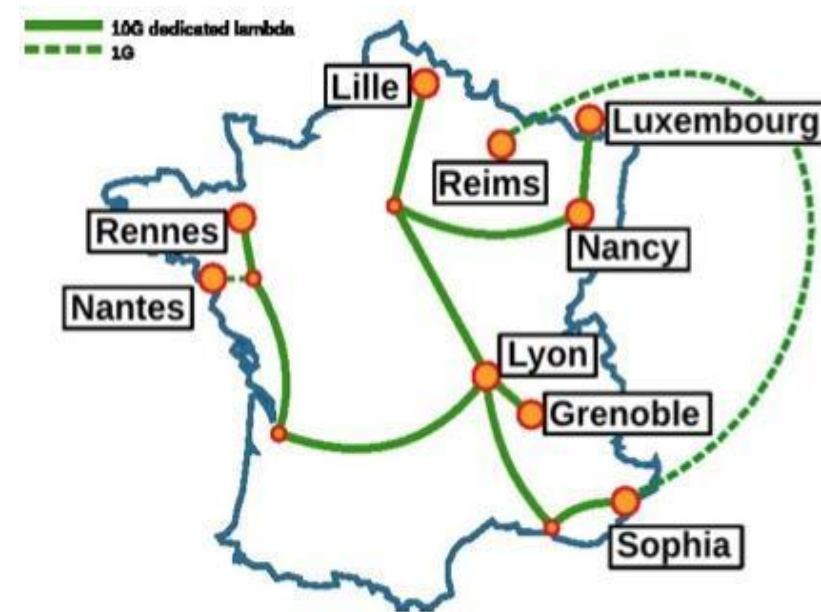 10G dedicated lambda
1G
Lille
Luxembourg
Reims
Rennes
Nancy
Nantes
Lyon
Grenoble
Sophia